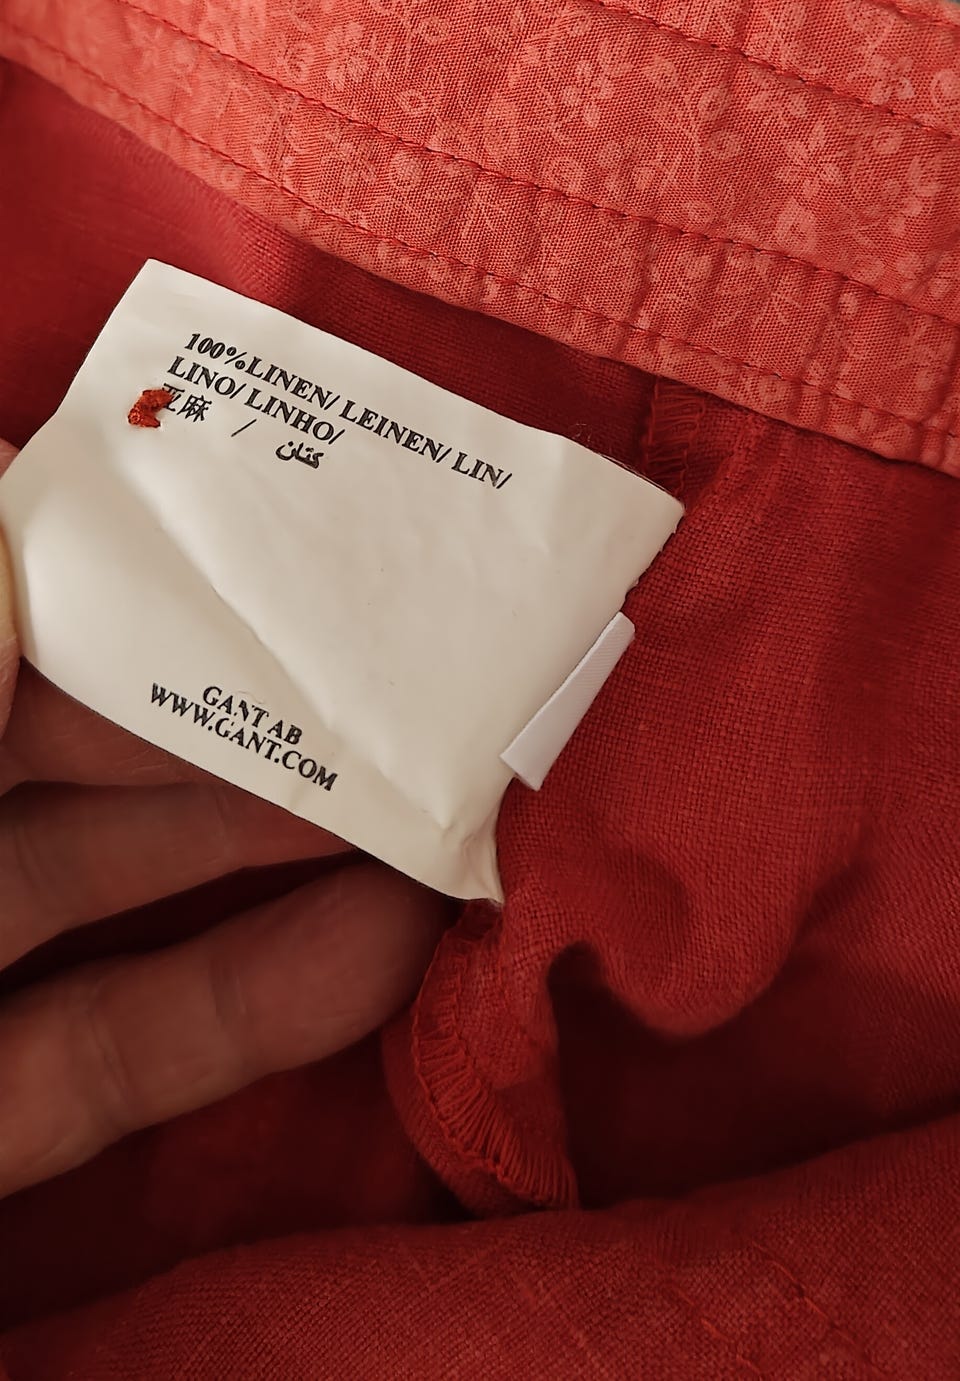 100%LINEN/ LEINEN/ LIN/
LINO/ LINHO/
亚麻 / كتان
GANT AB
WWW.GANT.COM